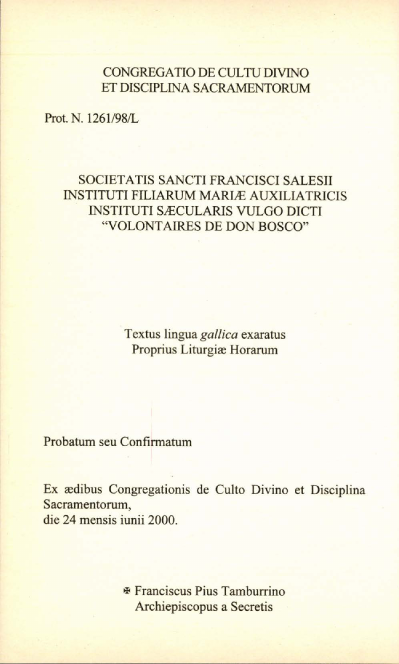 CONGREGATIO DE CULTU DIVINO
ET DISCIPLINA SACRAMENTORUM
Prot. N. 1261/98/L
SOCIETATIS SANCTI FRANCISCI SALESII
INSTITUTI FILIARUM MARIÆ AUXILIATRICIS
INSTITUTI SÆCULARIS VULGO DICTI
“VOLONTAIRES DE DON BOSCO”
Textus lingua gallica exaratus
Proprius Liturgiæ Horarum
Probatum seu Confirmatum
Ex ædibus Congregationis de Culto Divino et Disciplina
Sacramentorum,
die 24 mensis iunii 2000.
✠ Franciscus Pius Tamburrino
Archiepiscopus a Secretis